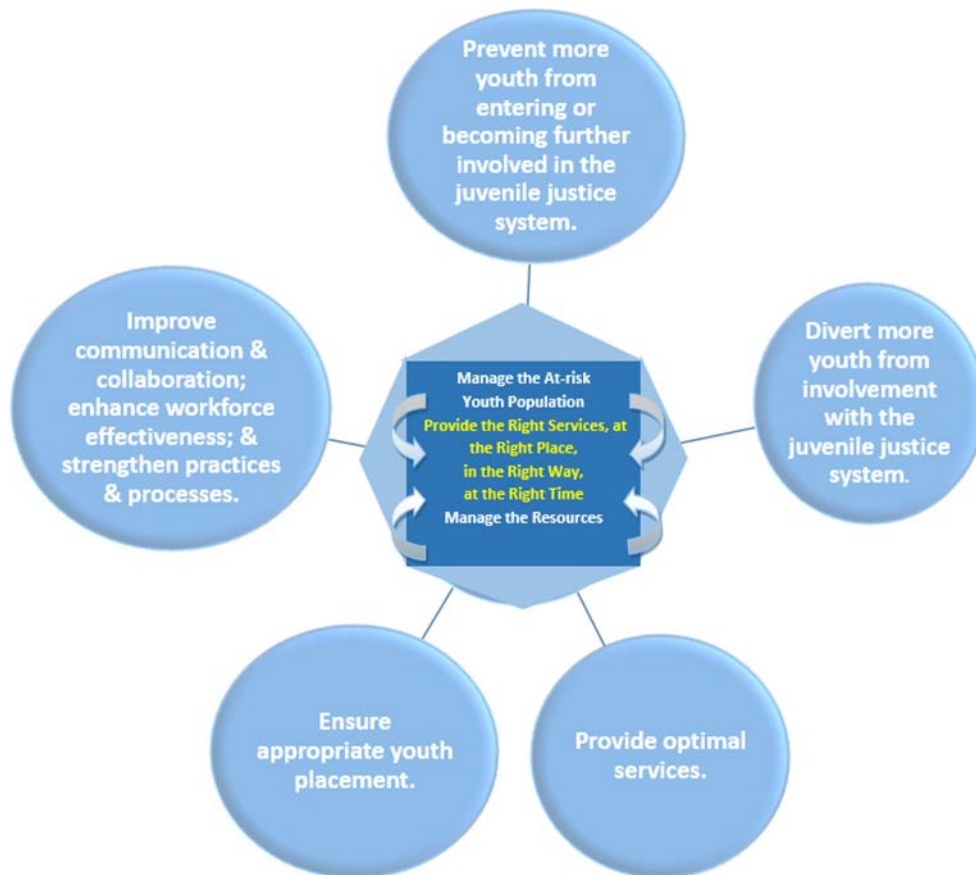 Prevent more
youth from
entering or
becoming further
involved in the
juvenile justice
system.
Improve
communication &
collaboration;
enhance workforce
effectiveness; &
strengthen practices
& processes.
Manage the At-risk
Youth Population
Provide the Right Services, at
the Right Place,
in the Right Way,
at the Right Time
Manage the Resources
Divert more
youth from
involvement
with the
juvenile justice
system.
Ensure
appropriate youth
placement.
Provide optimal
services.